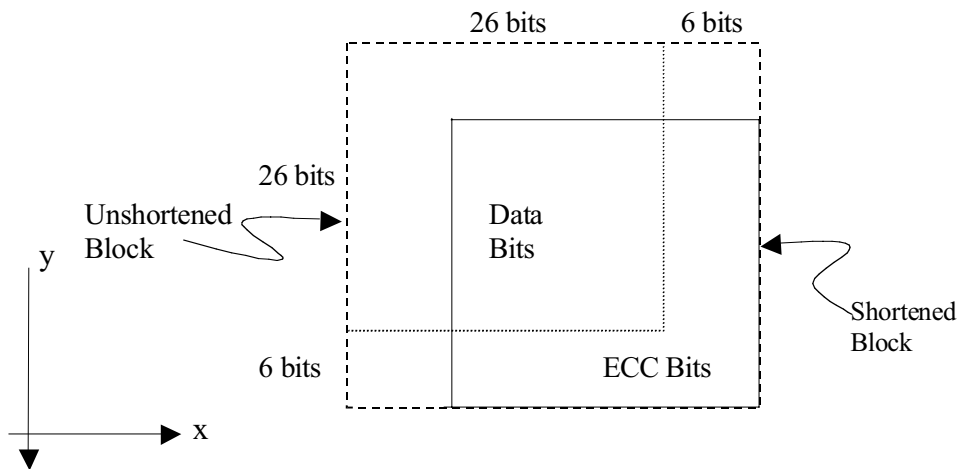 26 bits
6 bits
26 bits
Unshortened
Block
Data
Bits
y
Shortened
Block
6 bits
ECC Bits
x